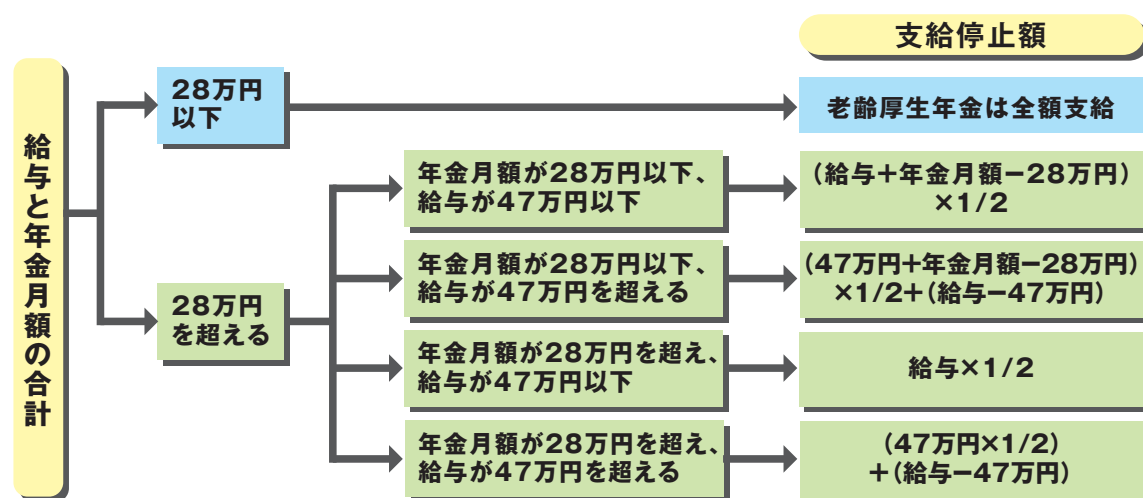 支給停止額
給与と年金月額の合計
28万円
以下
老齢厚生年金は全額支給
28万円
を超える
年金月額が28万円以下、
給与が47万円以下
(給与+年金月額−28万円)
×1/2
年金月額が28万円以下、
給与が47万円を超える
(47万円+年金月額−28万円)
×1/2+(給与−47万円)
年金月額が28万円を超え、
給与が47万円以下
給与×1/2
年金月額が28万円を超え、
給与が47万円を超える
(47万円×1/2)
+(給与−47万円)